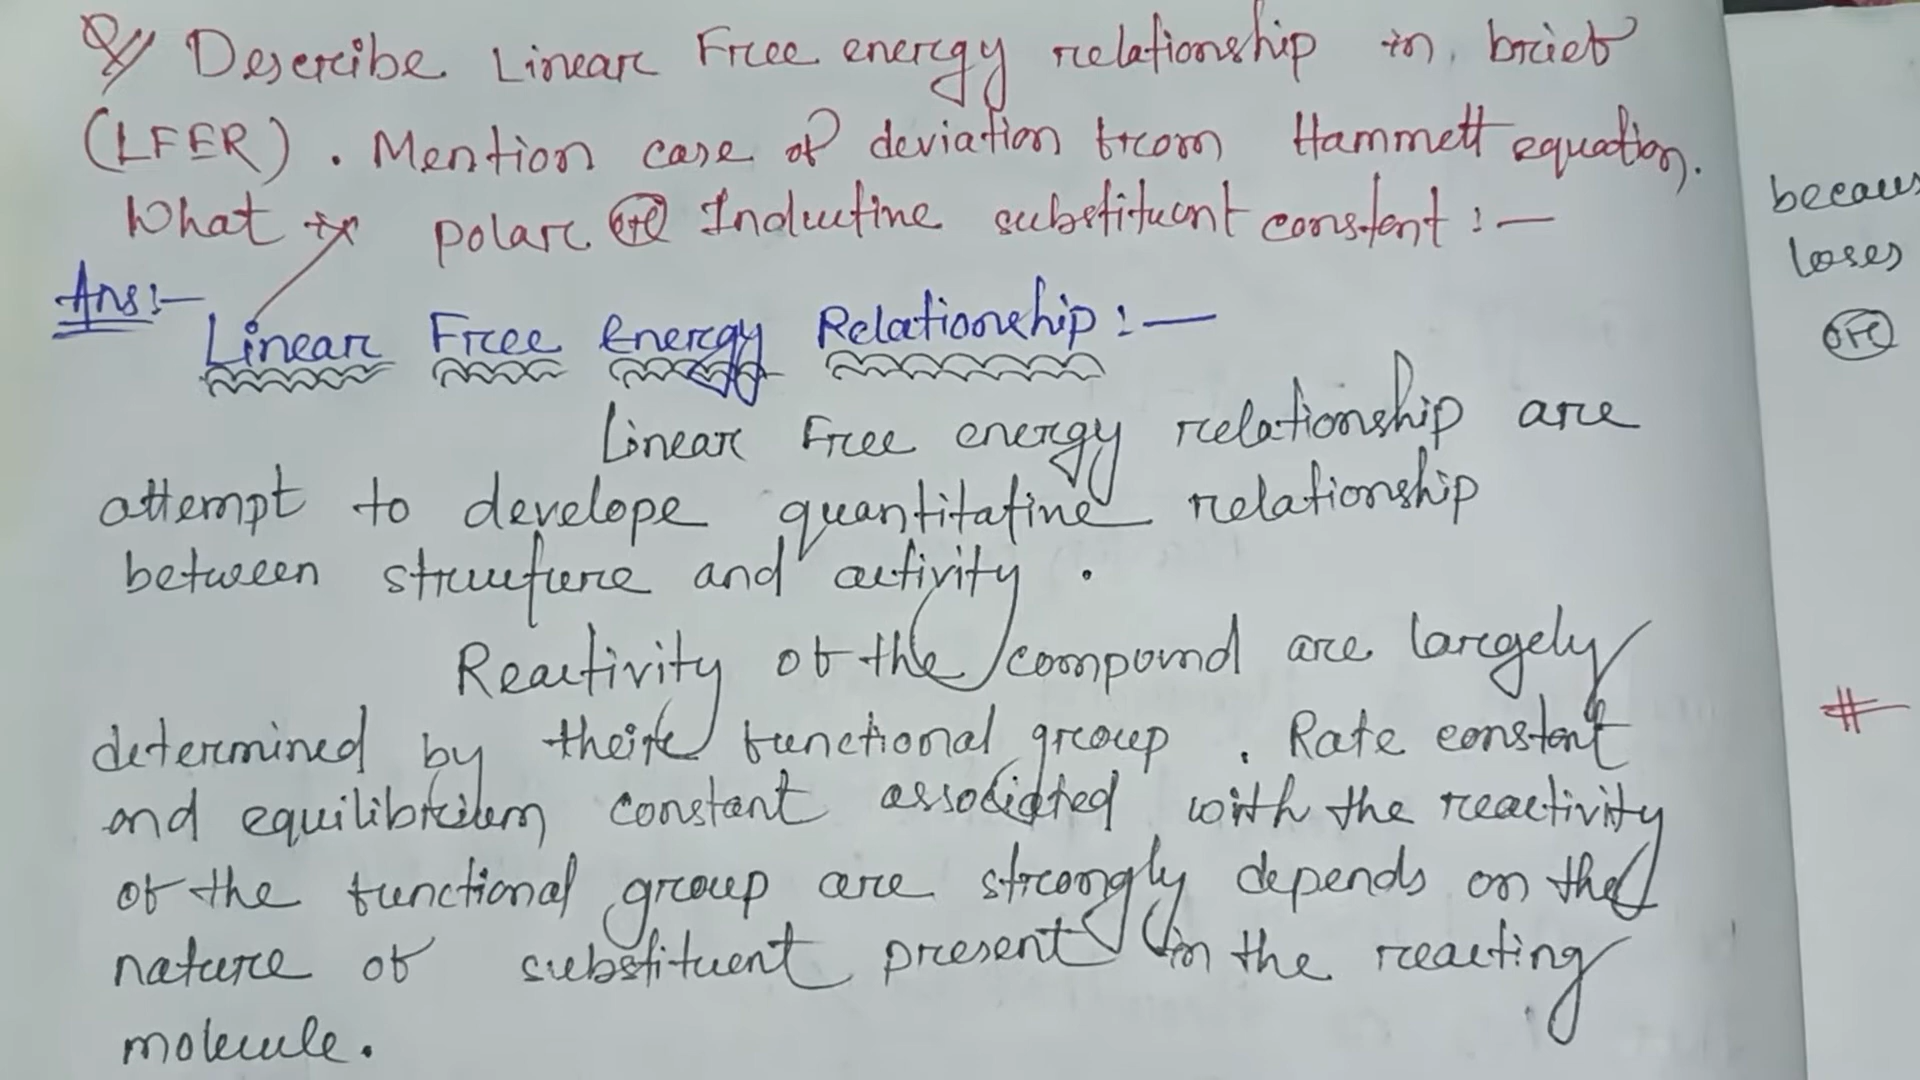 Q// Describe Linear Free energy relationship in brief
(LFER). Mention case of deviation from Hammett equation.
What is polar or Inductive substituent constant :—
Ans:—
Linear Free Energy Relationship :—
Linear Free energy relationship are
attempt to develope quantitative relationship
between structure and activity.
Reactivity of the compound are largely
determined by their functional group. Rate constant
and equilibrium constant associated with the reactivity
of the functional group are strongly depends on the
nature of substituent present in the reacting
molecule.
becaus
loses
or
#